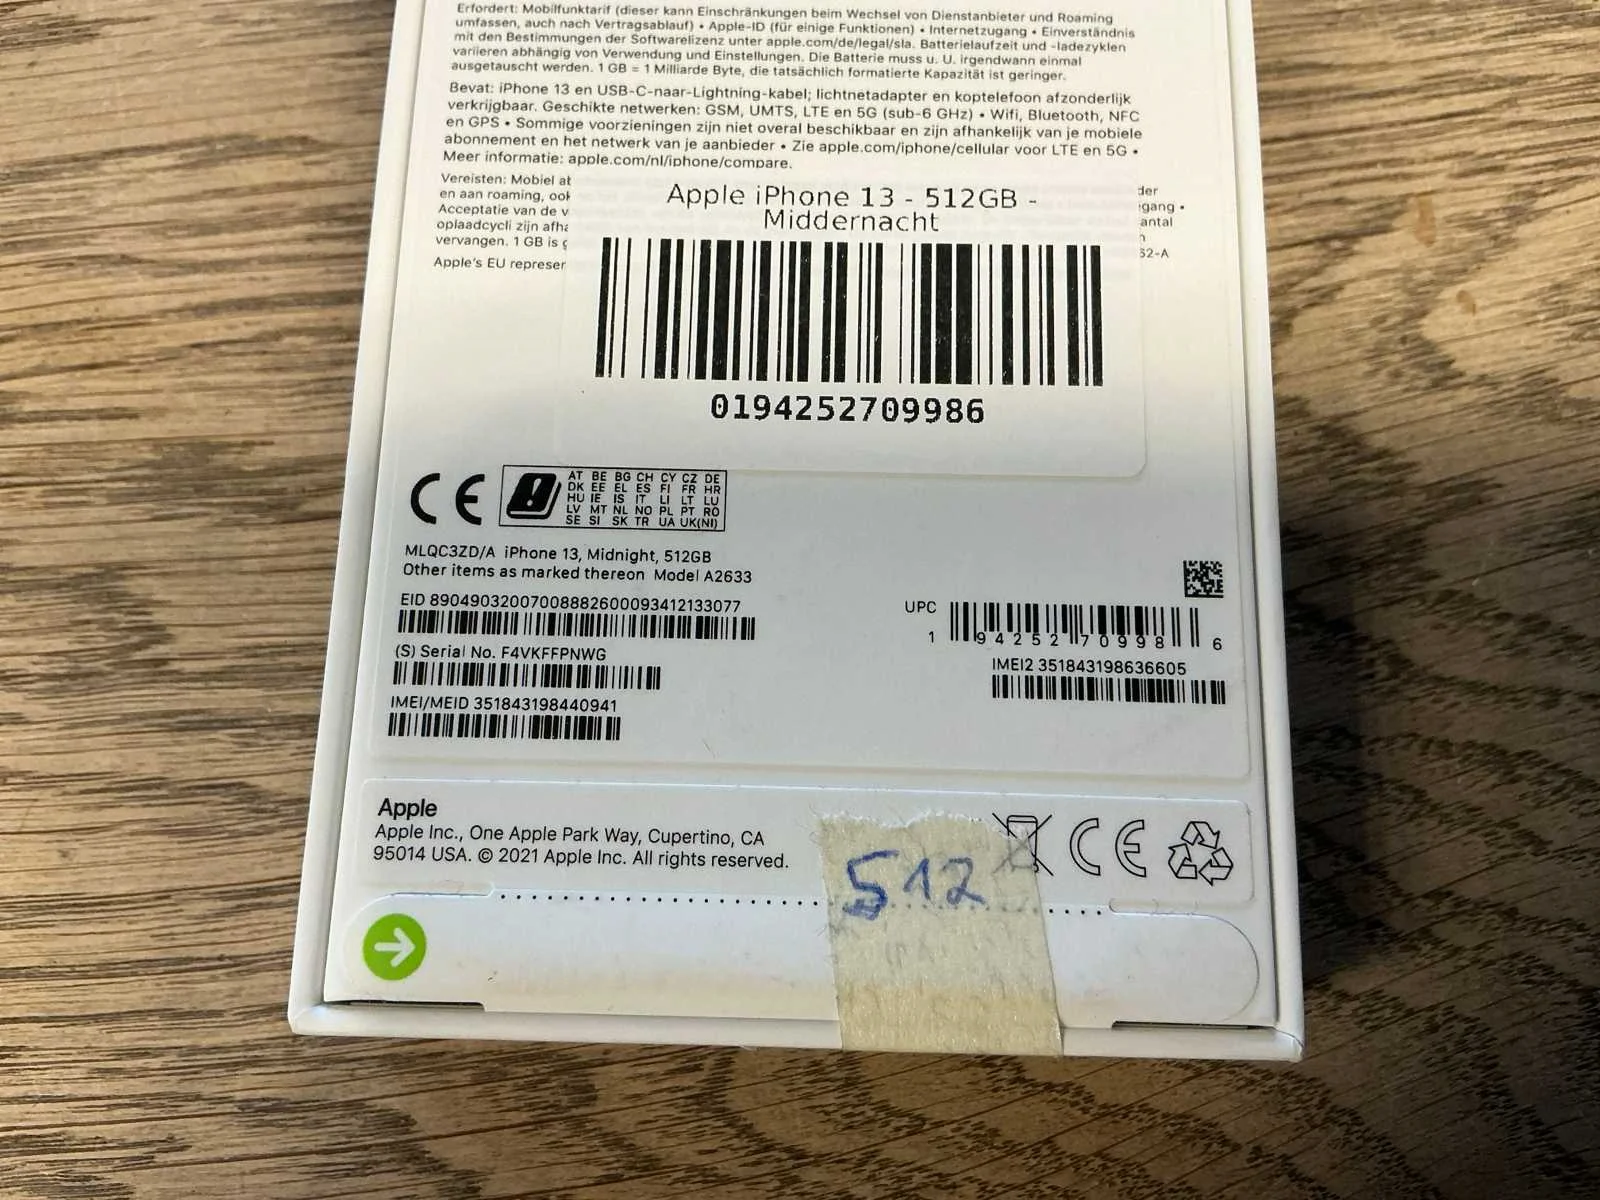 Erfordert: Mobilfunktarif (dieser kann Einschränkungen beim Wechsel von Dienstanbieter und Roaming
umfassen, auch nach Vertragsablauf) • Apple-ID (für einige Funktionen) • Internetzugang • Einverständnis
mit den Bestimmungen der Softwarelizenz unter apple.com/de/legal/sla. Batterielaufzeit und -ladezyklen
variieren abhängig von Verwendung und Einstellungen. Die Batterie muss u. U. irgendwann einmal
ausgetauscht werden. 1 GB = 1 Milliarde Byte, die tatsächlich formatierte Kapazität ist geringer.
Bevat: iPhone 13 en USB-C-naar-Lightning-kabel; lichtnetadapter en koptelefoon afzonderlijk
verkrijgbaar. Geschikte netwerken: GSM, UMTS, LTE en 5G (sub-6 GHz) • Wifi, Bluetooth, NFC
en GPS • Sommige voorzieningen zijn niet overal beschikbaar en zijn afhankelijk van je mobiele
abonnement en het netwerk van je aanbieder • Zie apple.com/iphone/cellular voor LTE en 5G •
Meer informatie: apple.com/nl/iphone/compare.
Vereisten: Mobiel
en aan roaming,
Acceptatie van de
oplaadcycli zijn
vervangen. 1 GB is
Apple's EU
Apple iPhone 13 - 512GB -
Middernacht
0194252709986
CE
AT BE BG CH CY CZ DE
DK EE EL ES FI FR HR
HU IE IS IT LI LT LU
LV MT NL NO PL PT RO
SE SI SK TR UA UK(NI)
MLQC3ZD/A iPhone 13, Midnight, 512GB
Other items as marked thereon Model A2633
EID 89049032007008882600093412133077
UPC
1 94252 70998 6
(S) Serial No. F4VKFFPNWG
IMEI2 351843198636605
IMEI/MEID 351843198440941
Apple
Apple Inc., One Apple Park Way, Cupertino, CA
95014 USA. © 2021 Apple Inc. All rights reserved.
CE
512